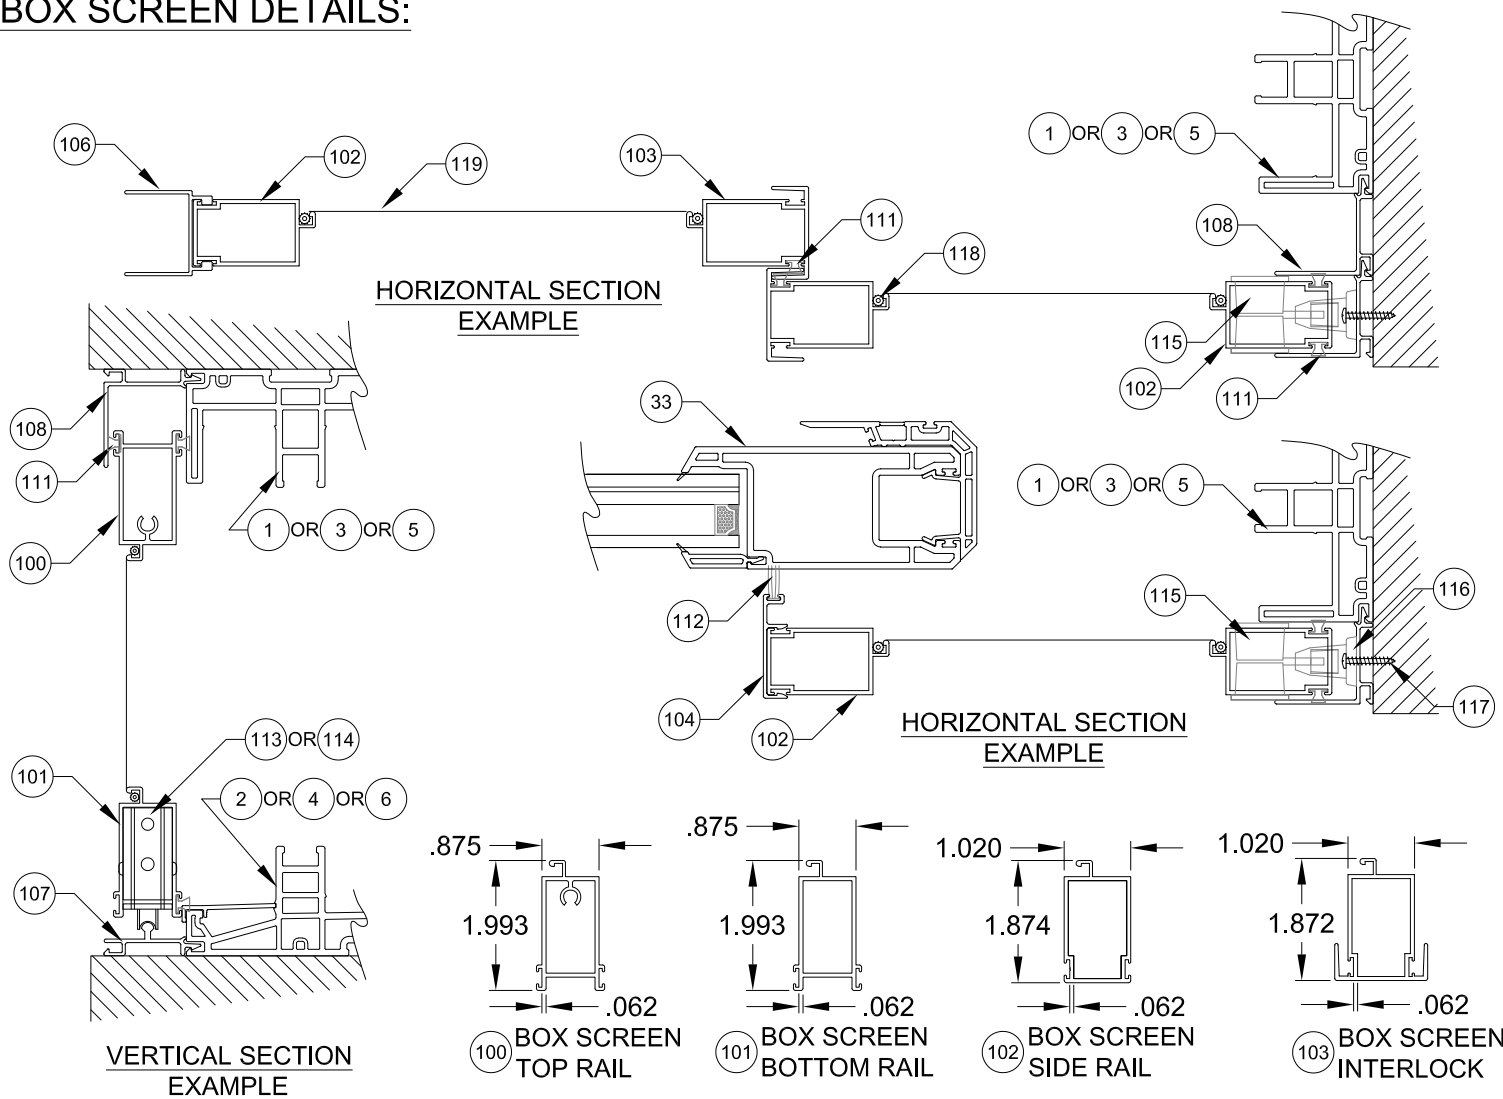 BOX SCREEN DETAILS:
106
102
119
103
1 OR 3 OR 5
111
118
108
HORIZONTAL SECTION
EXAMPLE
115
102
111
33
108
111
1 OR 3 OR 5
100
1 OR 3 OR 5
112
115
116
104
102
117
HORIZONTAL SECTION
EXAMPLE
113 OR 114
101
2 OR 4 OR 6
107
VERTICAL SECTION
EXAMPLE
.875
1.993
.062
100 BOX SCREEN
TOP RAIL
.875
1.993
.062
101 BOX SCREEN
BOTTOM RAIL
1.020
1.874
.062
102 BOX SCREEN
SIDE RAIL
1.020
1.872
.062
103 BOX SCREEN
INTERLOCK